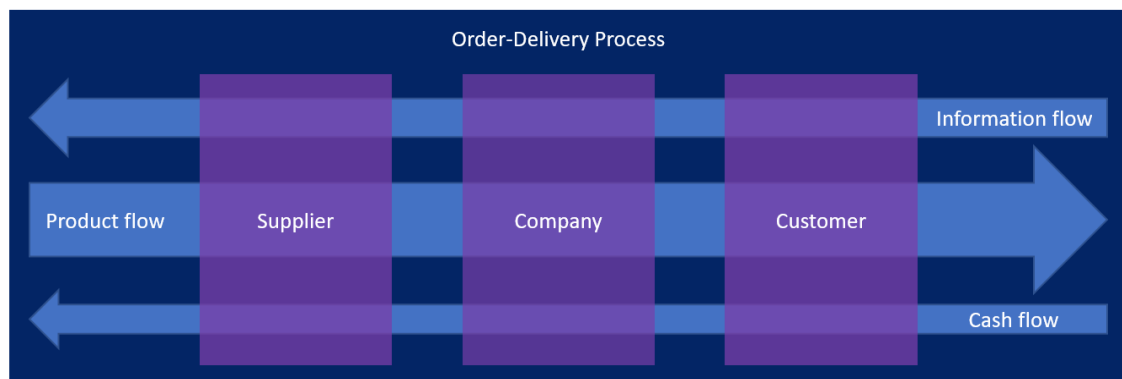 Order-Delivery Process
Information flow
Product flow
Supplier
Company
Customer
Cash flow